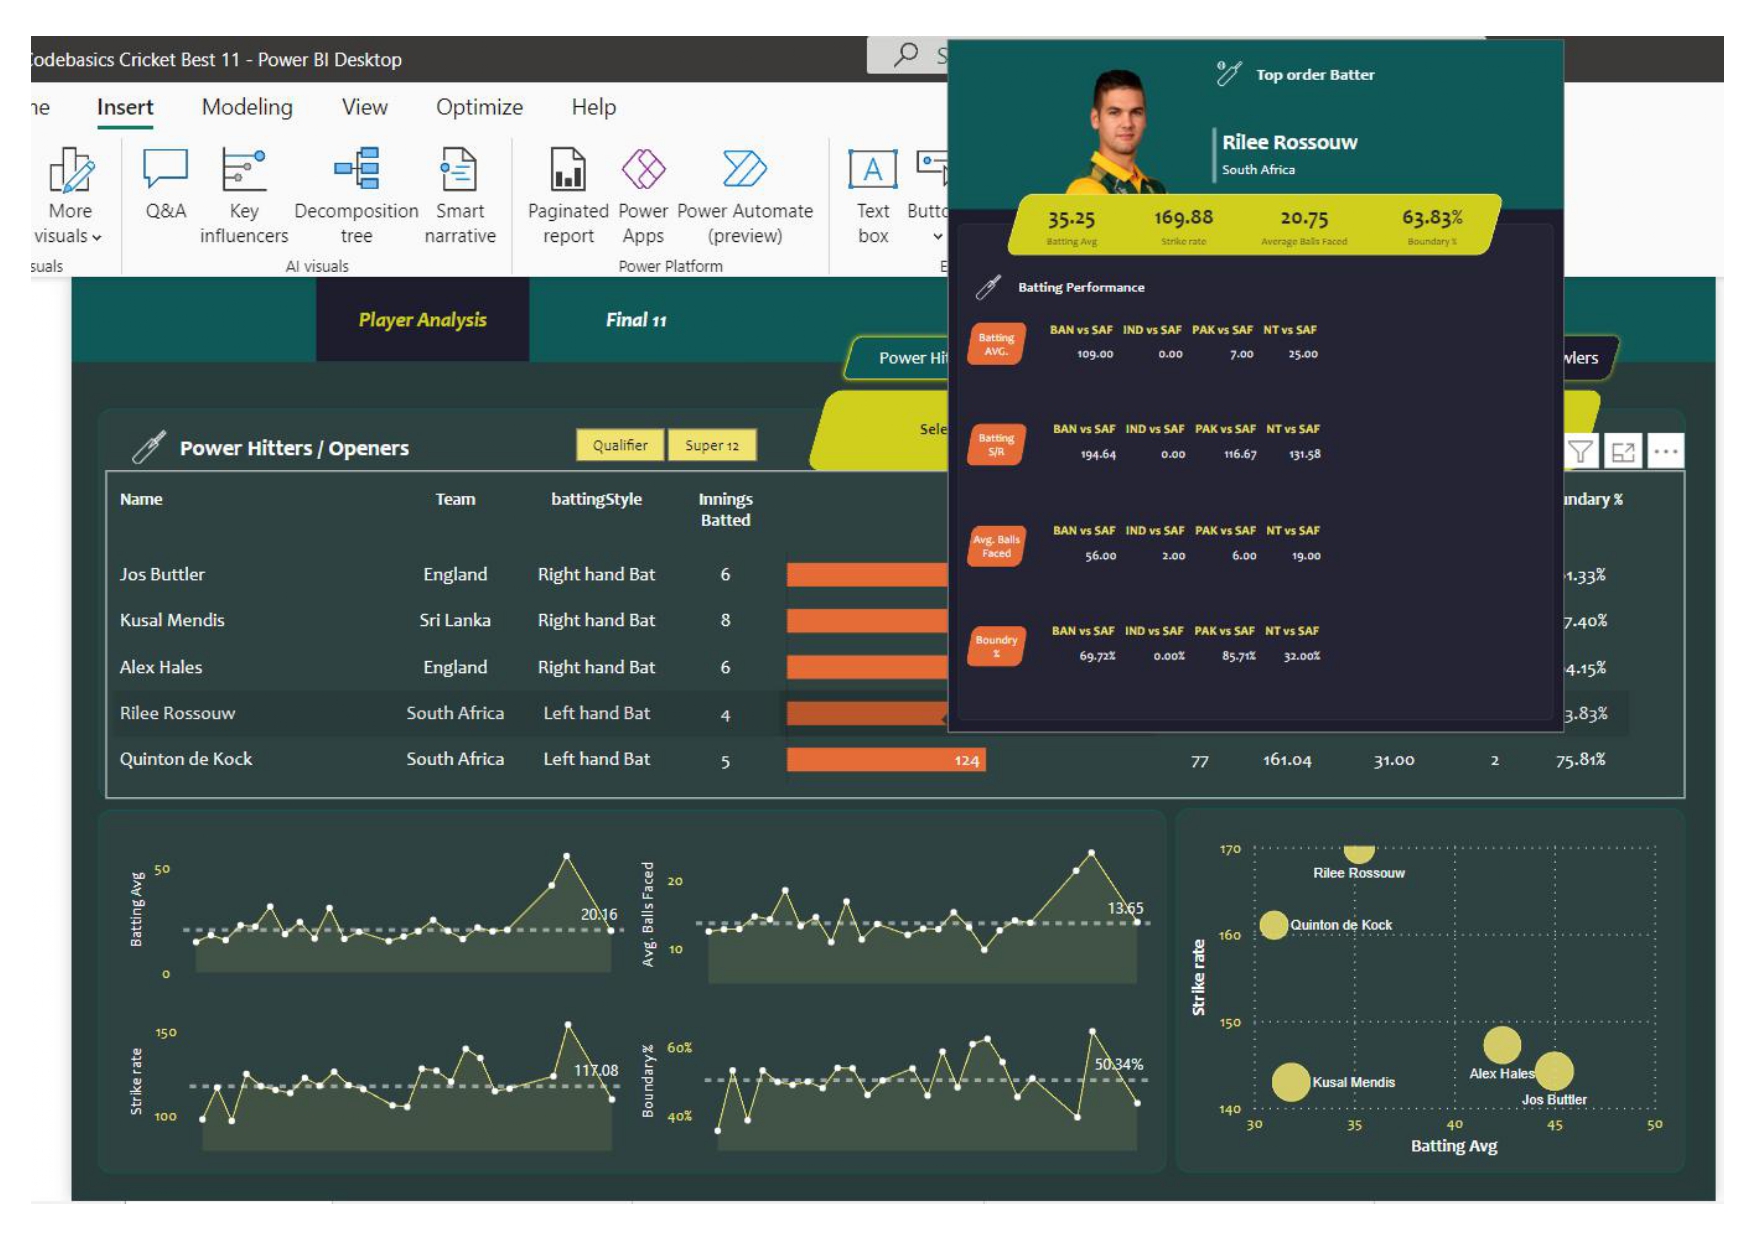 odebasics Cricket Best 11 - Power BI Desktop
S
ne Insert Modeling View Optimize Help
More visuals
Q&A
Key influencers
Decomposition tree
Smart narrative
Paginated report
Power Apps
Power Automate (preview)
A
Text box
Butto
suals
AI visuals
Power Platform
E
Top order Batter
Rilee Rossouw
South Africa
35.25 169.88 20.75 63.83%
Batting Avg Strike rate Average Balls Faced Boundary %
Batting Performance
Batting AVG.
BAN vs SAF IND vs SAF PAK vs SAF NT vs SAF
109.00 0.00 7.00 25.00
Batting S/R
BAN vs SAF IND vs SAF PAK vs SAF NT vs SAF
194.64 0.00 116.67 131.58
Avg. Balls Faced
BAN vs SAF IND vs SAF PAK vs SAF NT vs SAF
56.00 2.00 6.00 19.00
Boundry %
BAN vs SAF IND vs SAF PAK vs SAF NT vs SAF
69.72% 0.00% 85.71% 32.00%
Player Analysis Final 11
Power Hit
wlers
Sele
Power Hitters / Openers
Qualifier Super 12
Name Team battingStyle Innings Batted undary %
Jos Buttler England Right hand Bat 6 1.33%
Kusal Mendis Sri Lanka Right hand Bat 8 7.40%
Alex Hales England Right hand Bat 6 4.15%
Rilee Rossouw South Africa Left hand Bat 4 3.83%
Quinton de Kock South Africa Left hand Bat 5 124 77 161.04 31.00 2 75.81%
Batting Avg
50
0
20.16
Avg. Balls Faced
20
10
13.65
Strike rate
150
100
117.08
Boundary%
60%
40%
50.34%
Strike rate
170
160
150
140
Rilee Rossouw
Quinton de Kock
Alex Hales
Kusal Mendis
Jos Buttler
30 35 40 45 50
Batting Avg